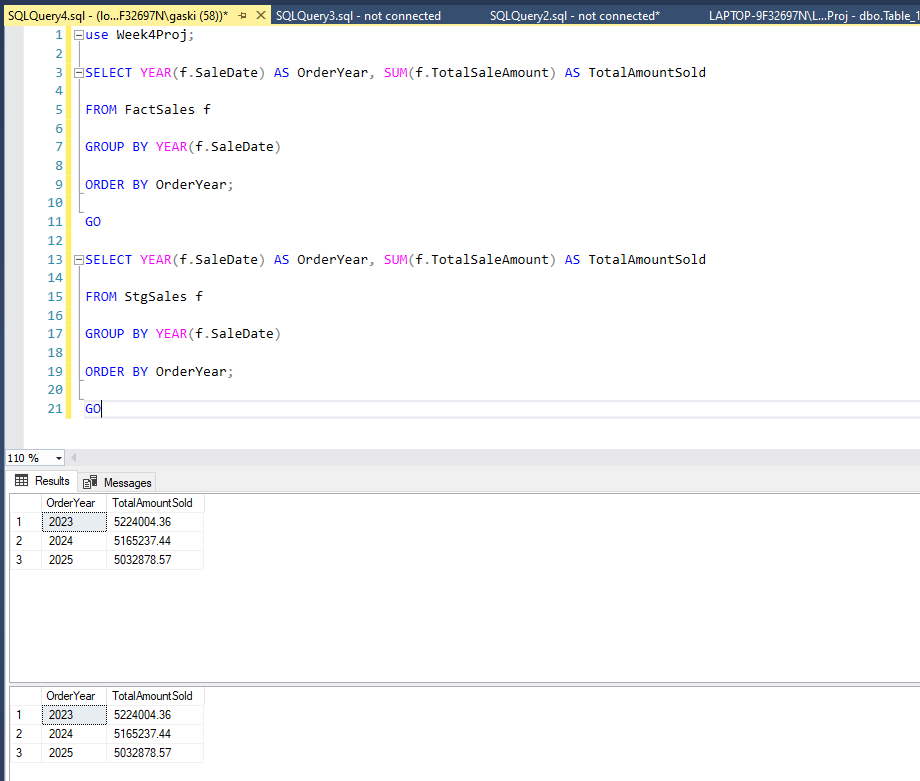 SQLQuery4.sql - (lo...F32697N\gaski (58))* SQLQuery3.sql - not connected SQLQuery2.sql - not connected* LAPTOP-9F32697N\L...Proj - dbo.Table_1
1 use Week4Proj;
2
3 SELECT YEAR(f.SaleDate) AS OrderYear, SUM(f.TotalSaleAmount) AS TotalAmountSold
4
5 FROM FactSales f
6
7 GROUP BY YEAR(f.SaleDate)
8
9 ORDER BY OrderYear;
10
11 GO
12
13 SELECT YEAR(f.SaleDate) AS OrderYear, SUM(f.TotalSaleAmount) AS TotalAmountSold
14
15 FROM StgSales f
16
17 GROUP BY YEAR(f.SaleDate)
18
19 ORDER BY OrderYear;
20
21 GO
110 %
Results Messages
OrderYear TotalAmountSold
1 2023 5224004.36
2 2024 5165237.44
3 2025 5032878.57
OrderYear TotalAmountSold
1 2023 5224004.36
2 2024 5165237.44
3 2025 5032878.57